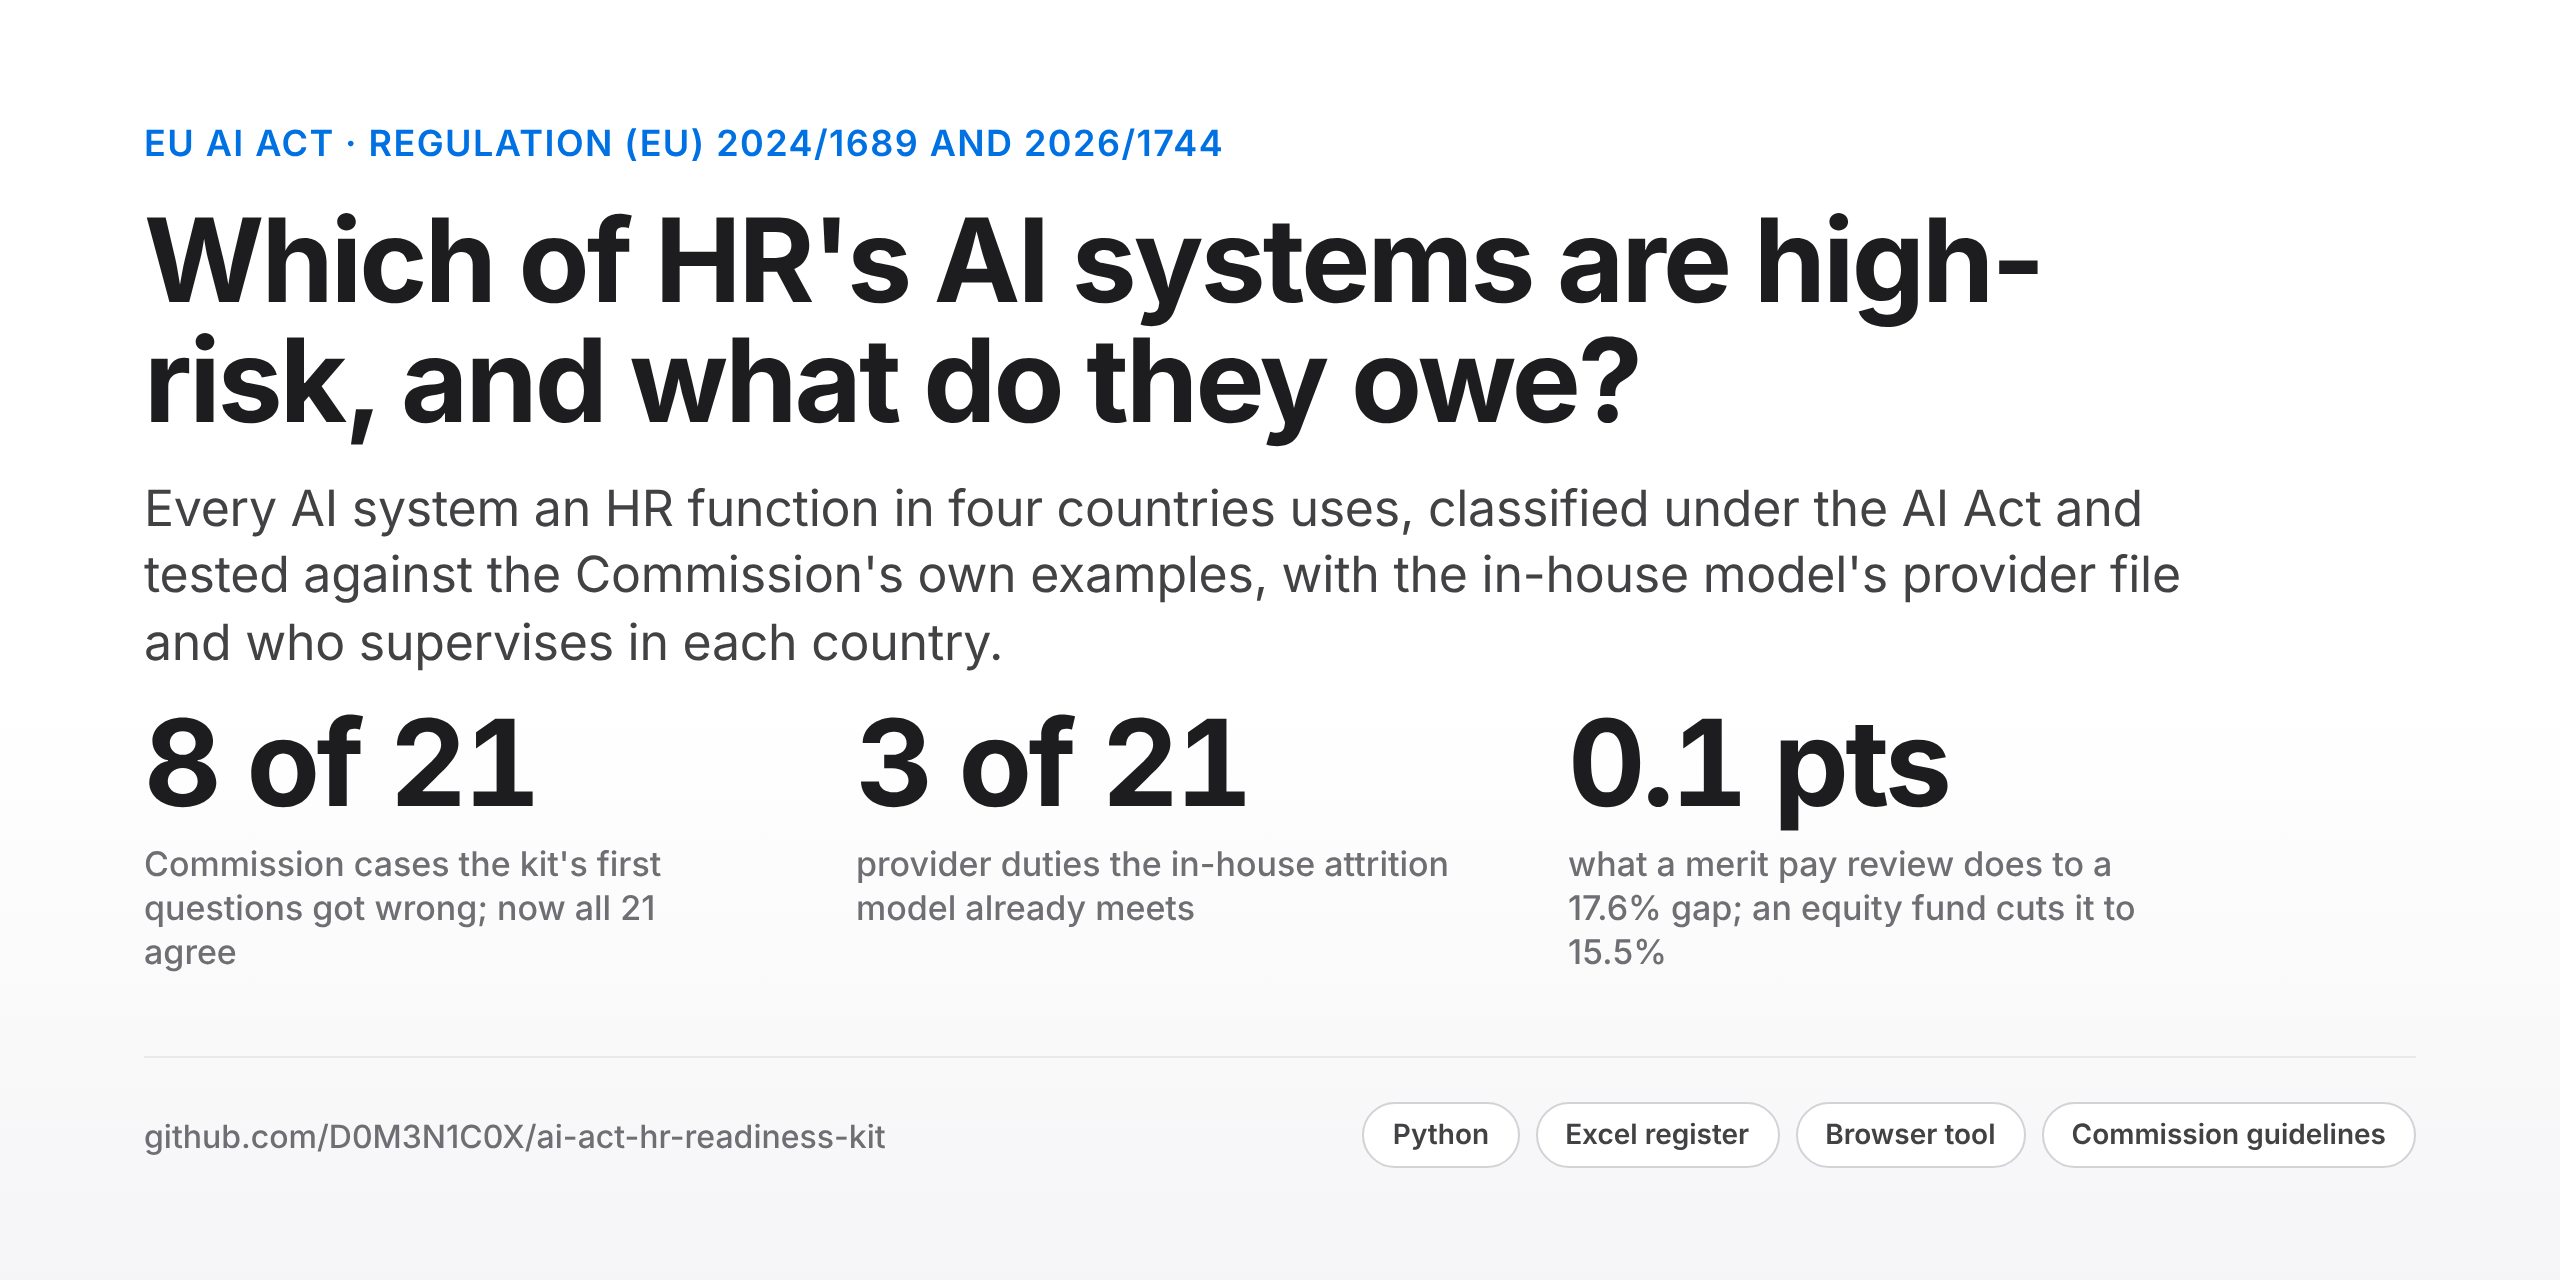 EU AI ACT · REGULATION (EU) 2024/1689 AND 2026/1744
Which of HR's AI systems are high-
risk, and what do they owe?
Every AI system an HR function in four countries uses, classified under the AI Act and
tested against the Commission's own examples, with the in-house model's provider file
and who supervises in each country.
8 of 21
Commission cases the kit's first
questions got wrong; now all 21
agree
3 of 21
provider duties the in-house attrition
model already meets
0.1 pts
what a merit pay review does to a
17.6% gap; an equity fund cuts it to
15.5%
github.com/D0M3N1C0X/ai-act-hr-readiness-kit
Python
Excel register
Browser tool
Commission guidelines